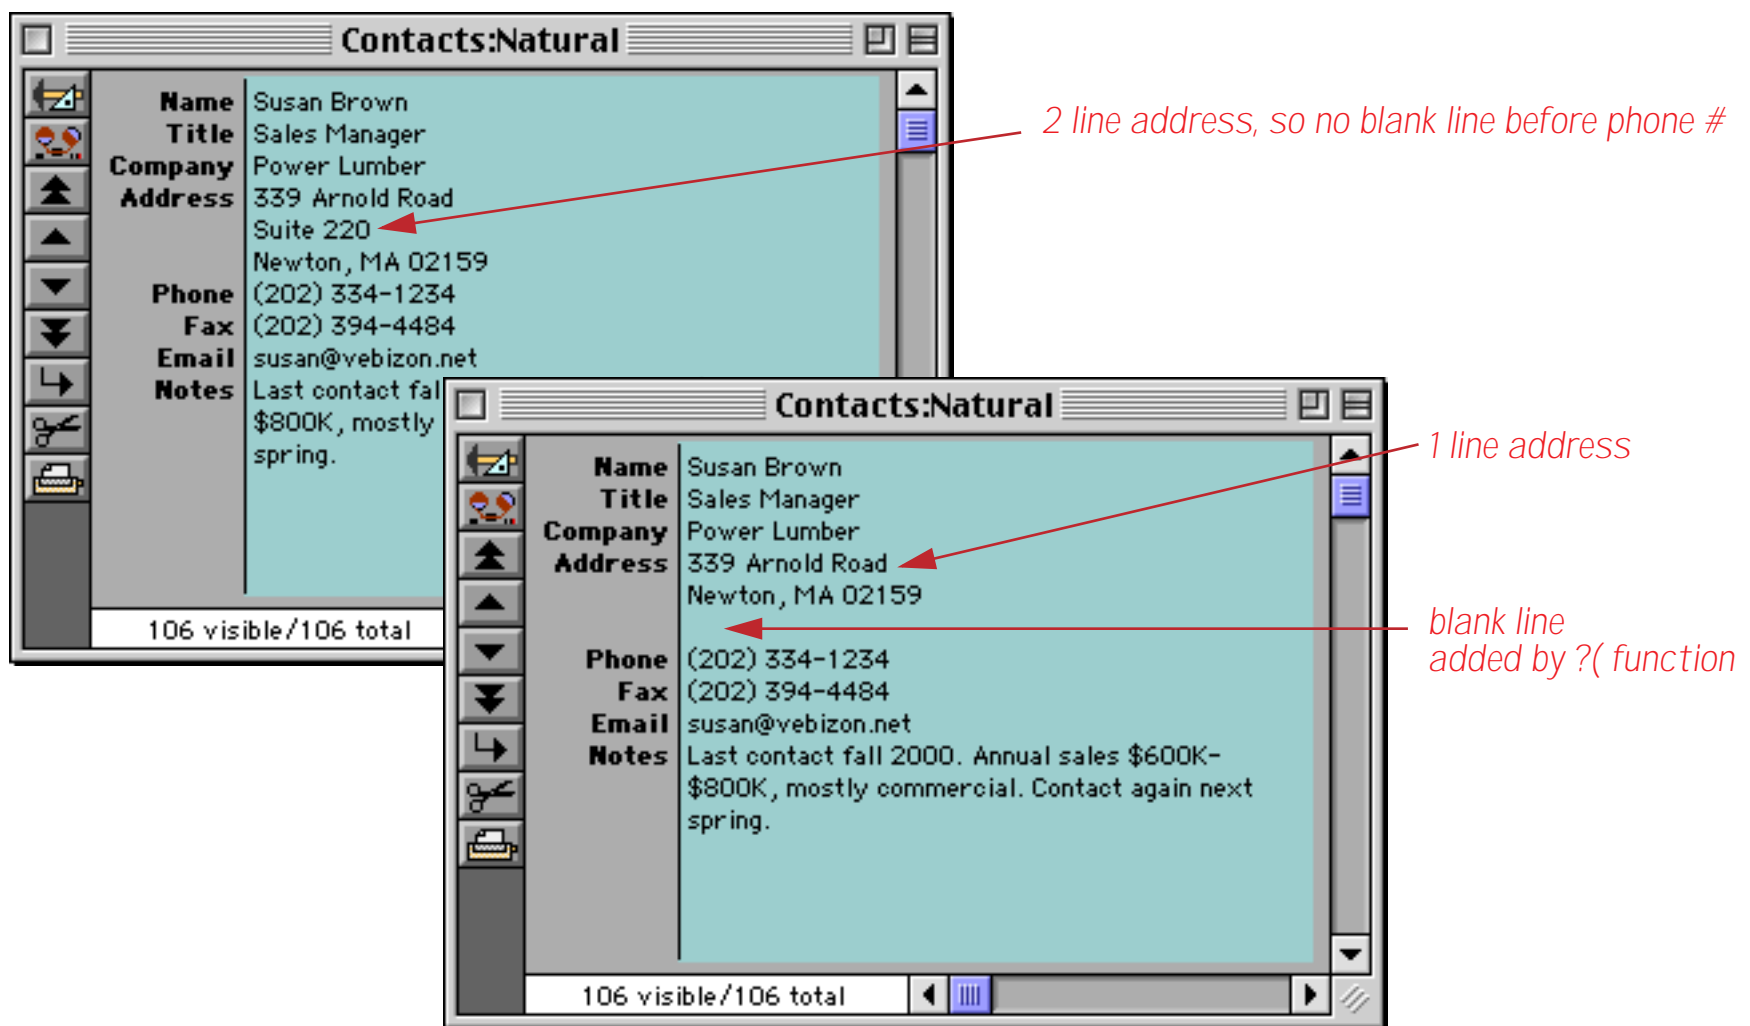 Contacts:Natural
Name Susan Brown
Title Sales Manager
Company Power Lumber
Address 339 Arnold Road
Suite 220
Newton, MA 02159
Phone (202) 334-1234
Fax (202) 394-4484
Email susan@vebizon.net
Notes Last contact fal
$800K, mostly
spring.
106 visible/106 total
2 line address, so no blank line before phone #
Contacts:Natural
Name Susan Brown
Title Sales Manager
Company Power Lumber
Address 339 Arnold Road
Newton, MA 02159
Phone (202) 334-1234
Fax (202) 394-4484
Email susan@vebizon.net
Notes Last contact fall 2000. Annual sales $600K-
$800K, mostly commercial. Contact again next
spring.
106 visible/106 total
1 line address
blank line
added by ?( function